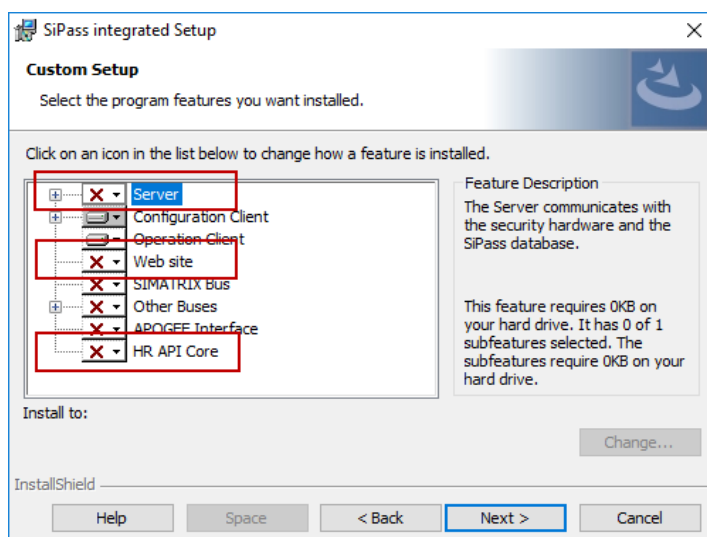 SiPass integrated Setup
Custom Setup
Select the program features you want installed.
Click on an icon in the list below to change how a feature is installed.
Server
Configuration Client
Operation Client
Web site
SIMATRIX Bus
Other Buses
APOGEE Interface
HR API Core
Feature Description
The Server communicates with
the security hardware and the
SiPass database.
This feature requires 0KB on
your hard drive. It has 0 of 1
subfeatures selected. The
subfeatures require 0KB on your
hard drive.
Install to:
Change...
InstallShield
Help
Space
< Back
Next >
Cancel